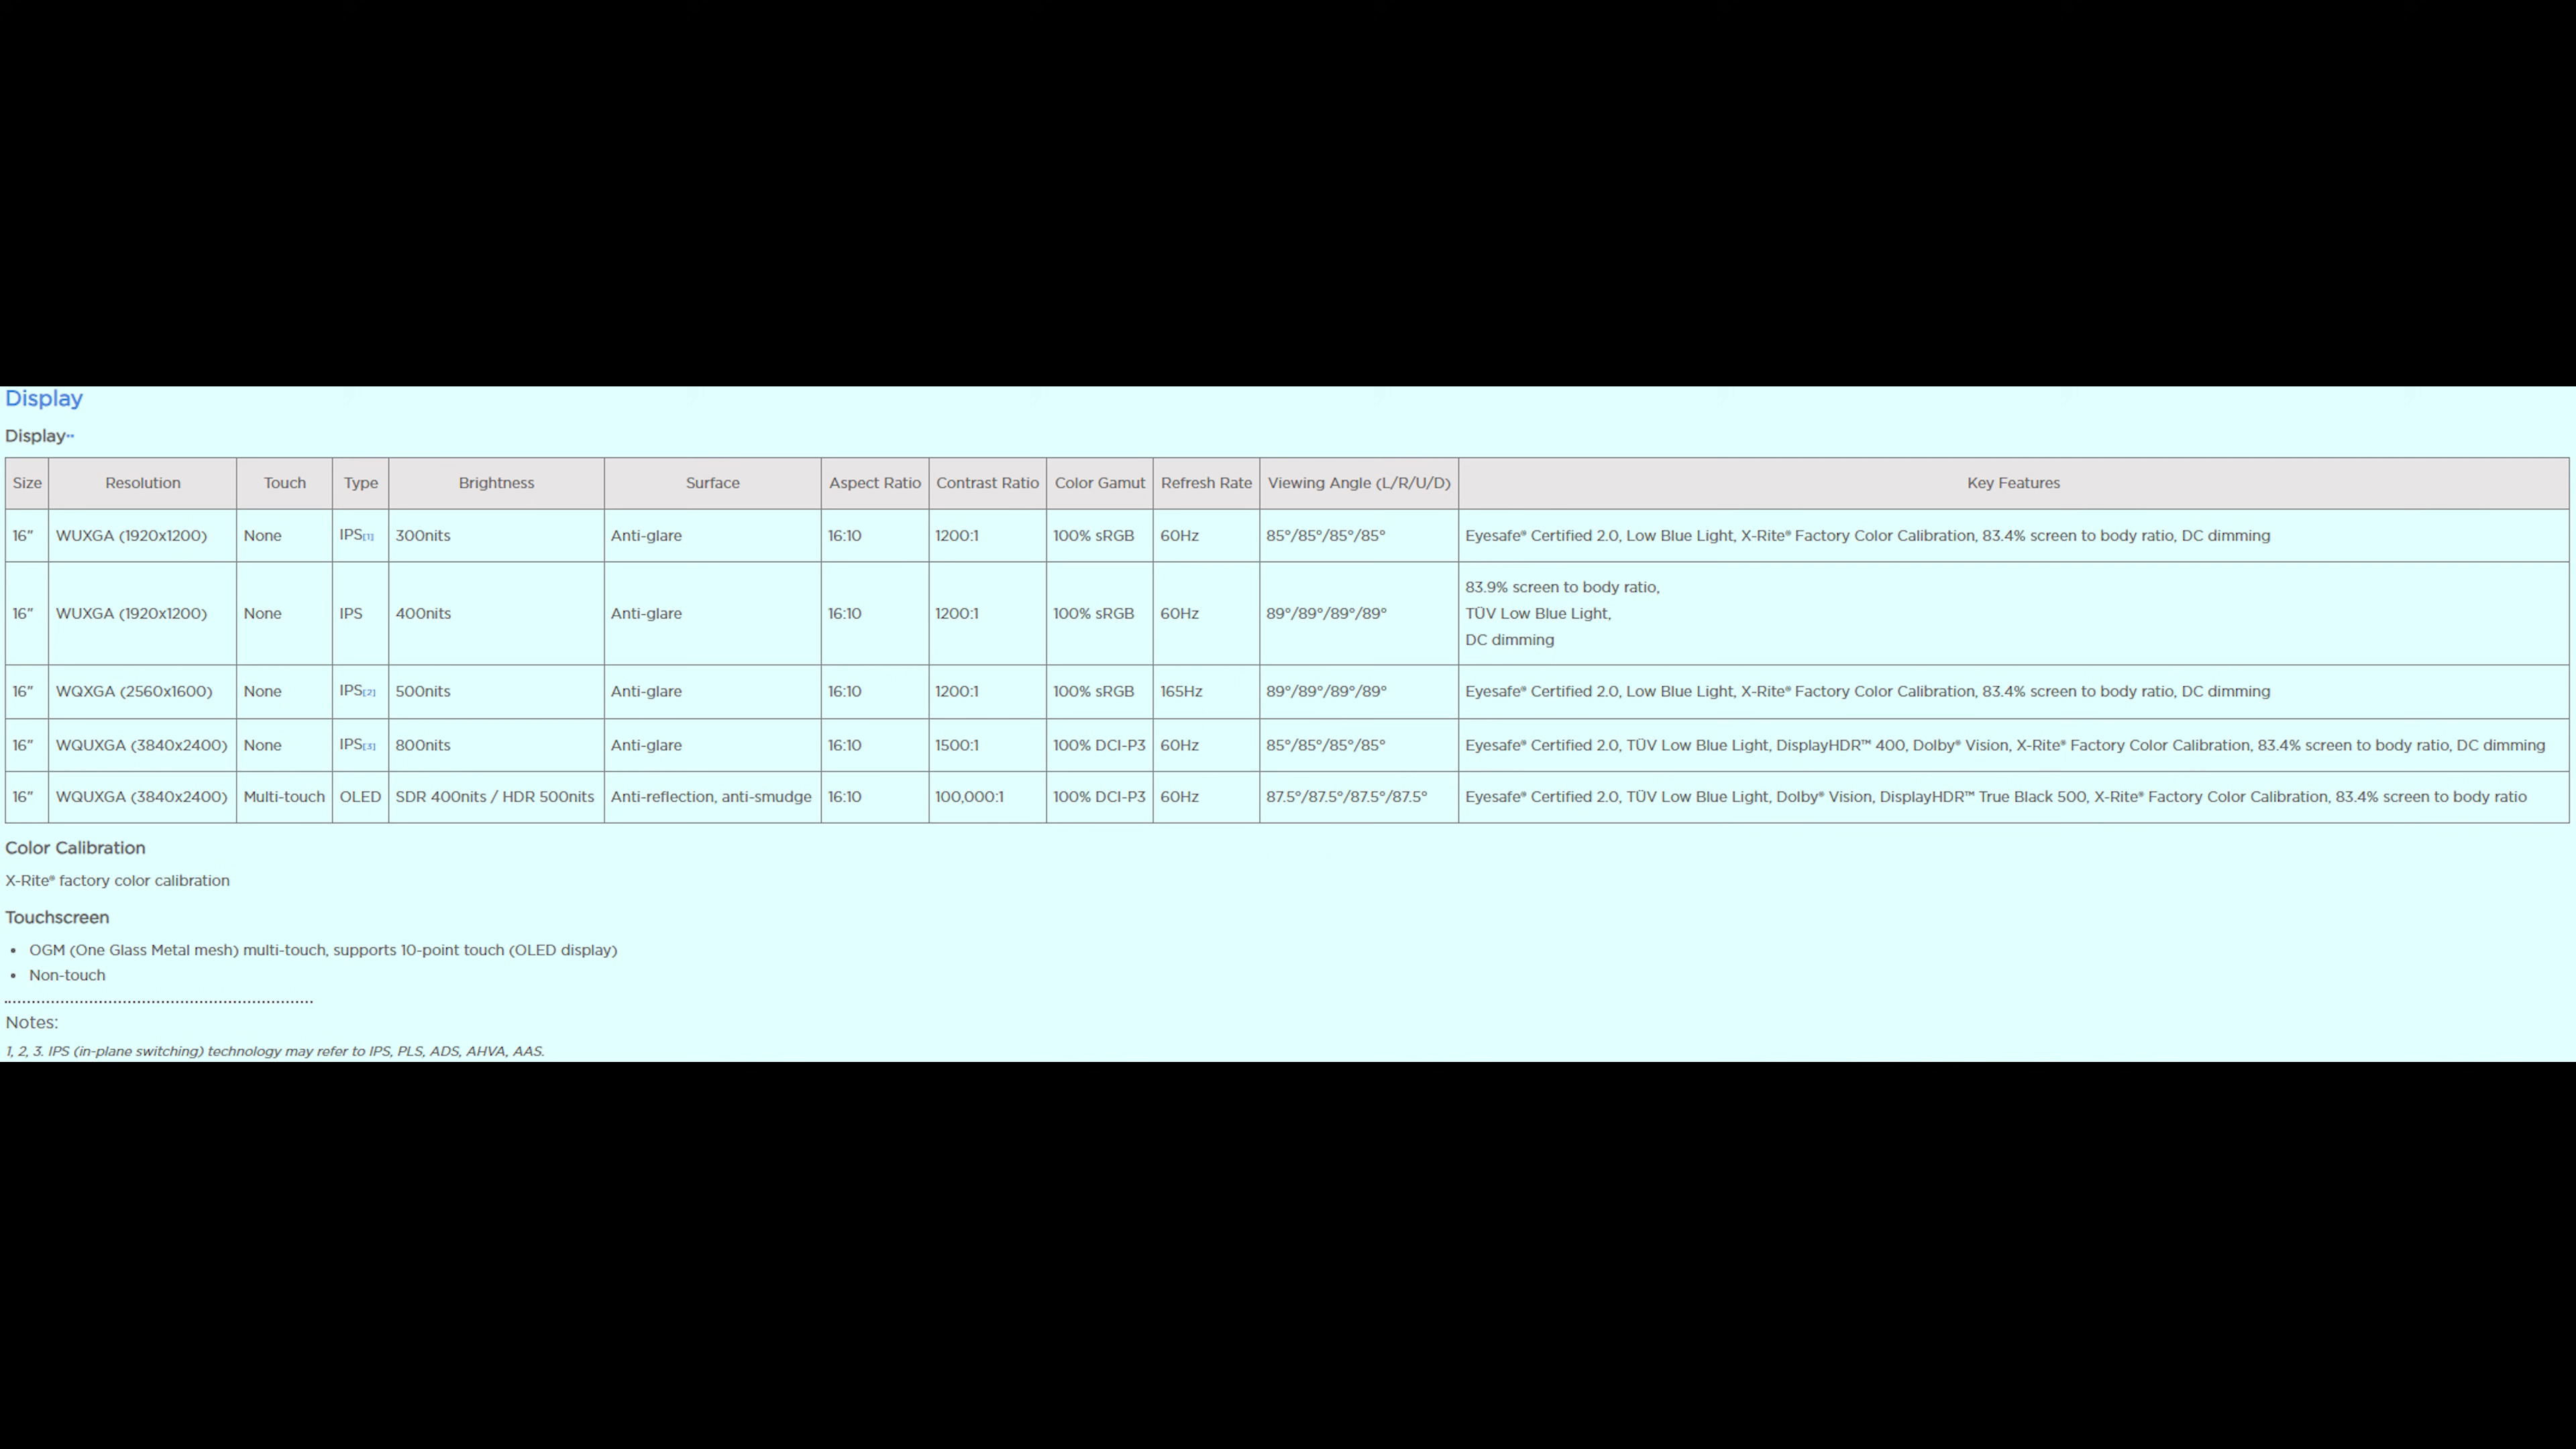 Display
Display**
Size Resolution Touch Type Brightness Surface Aspect Ratio Contrast Ratio Color Gamut Refresh Rate Viewing Angle (L/R/U/D) Key Features
16" WUXGA (1920x1200) None IPS[1] 300nits Anti-glare 16:10 1200:1 100% sRGB 60Hz 85°/85°/85°/85° Eyesafe® Certified 2.0, Low Blue Light, X-Rite® Factory Color Calibration, 83.4% screen to body ratio, DC dimming
16" WUXGA (1920x1200) None IPS 400nits Anti-glare 16:10 1200:1 100% sRGB 60Hz 89°/89°/89°/89° 83.9% screen to body ratio,
TÜV Low Blue Light,
DC dimming
16" WQXGA (2560x1600) None IPS[2] 500nits Anti-glare 16:10 1200:1 100% sRGB 165Hz 89°/89°/89°/89° Eyesafe® Certified 2.0, Low Blue Light, X-Rite® Factory Color Calibration, 83.4% screen to body ratio, DC dimming
16" WQUXGA (3840x2400) None IPS[3] 800nits Anti-glare 16:10 1500:1 100% DCI-P3 60Hz 85°/85°/85°/85° Eyesafe® Certified 2.0, TÜV Low Blue Light, DisplayHDR™ 400, Dolby® Vision, X-Rite® Factory Color Calibration, 83.4% screen to body ratio, DC dimming
16" WQUXGA (3840x2400) Multi-touch OLED SDR 400nits / HDR 500nits Anti-reflection, anti-smudge 16:10 100,000:1 100% DCI-P3 60Hz 87.5°/87.5°/87.5°/87.5° Eyesafe® Certified 2.0, TÜV Low Blue Light, Dolby® Vision, DisplayHDR™ True Black 500, X-Rite® Factory Color Calibration, 83.4% screen to body ratio
Color Calibration
X-Rite® factory color calibration
Touchscreen
• OGM (One Glass Metal mesh) multi-touch, supports 10-point touch (OLED display)
• Non-touch
Notes:
1, 2, 3. IPS (in-plane switching) technology may refer to IPS, PLS, ADS, AHVA, AAS.